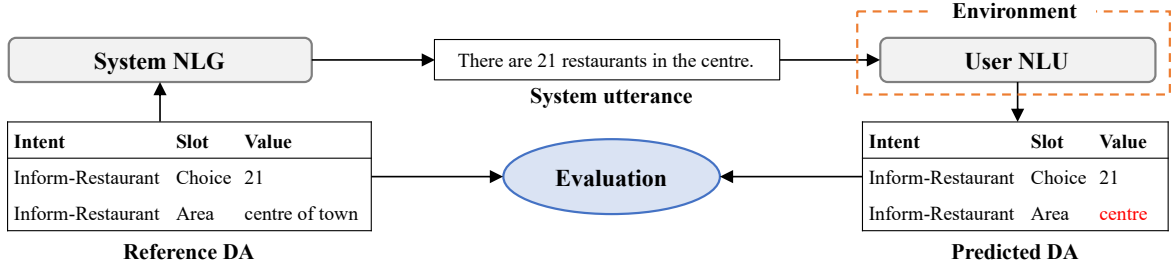 Environment
System NLG
There are 21 restaurants in the centre.
User NLU
System utterance
Intent Slot Value
Inform-Restaurant Choice 21
Inform-Restaurant Area centre of town
Reference DA
Evaluation
Intent Slot Value
Inform-Restaurant Choice 21
Inform-Restaurant Area centre
Predicted DA